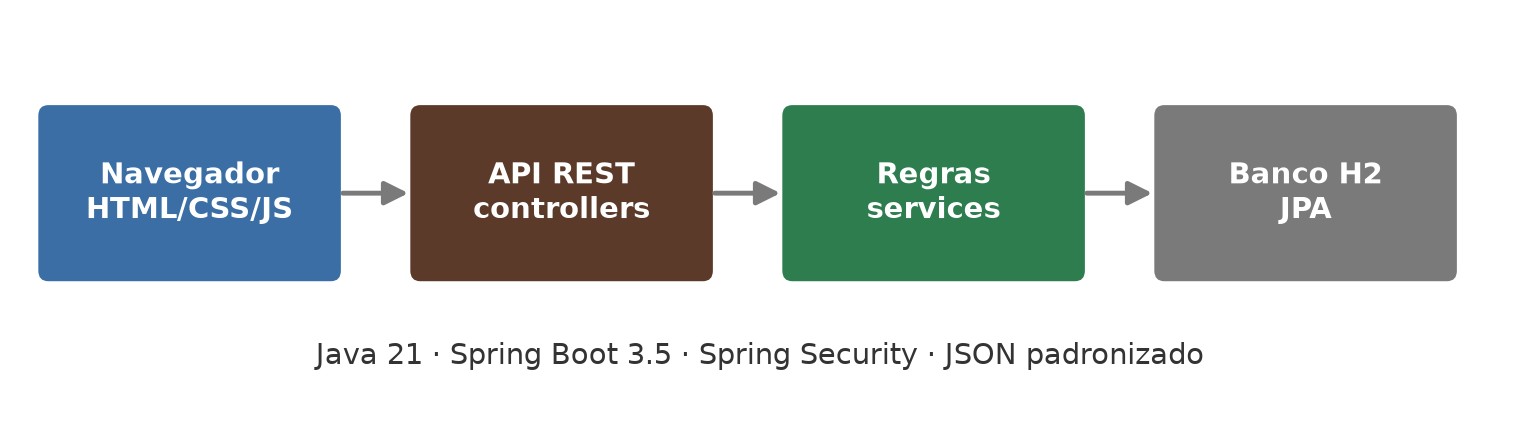 Navegador
HTML/CSS/JS
API REST
controllers
Regras
services
Banco H2
JPA
Java 21 · Spring Boot 3.5 · Spring Security · JSON padronizado